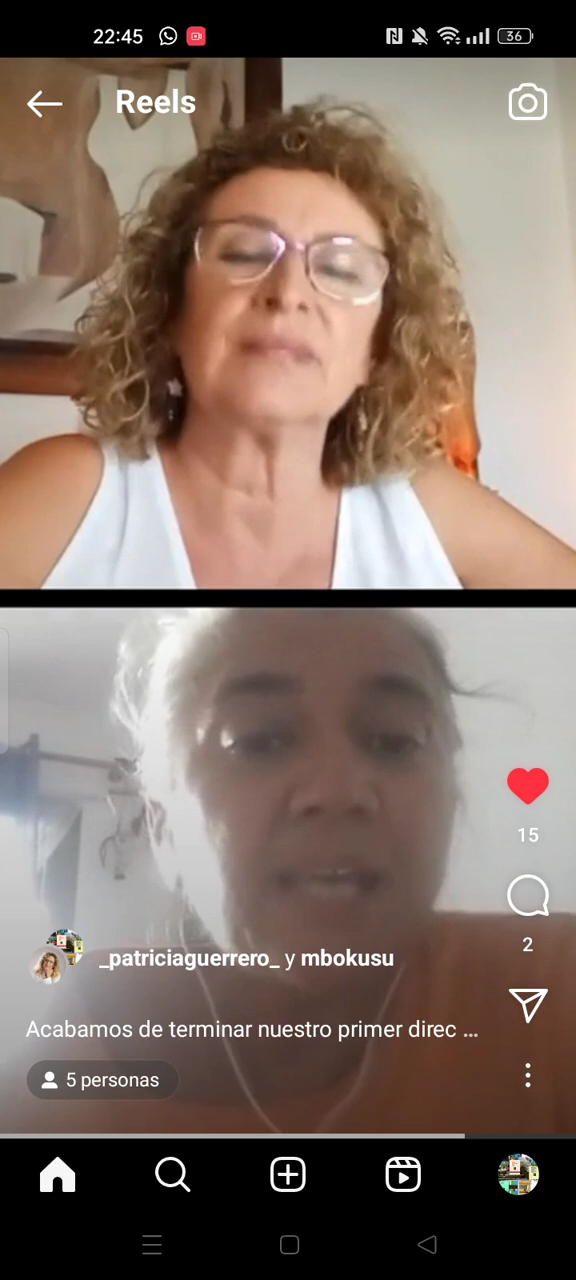 22:45
36
Reels
15
2
_patriciaguerrero_ y mbokusu
Acabamos de terminar nuestro primer direc ...
5 personas